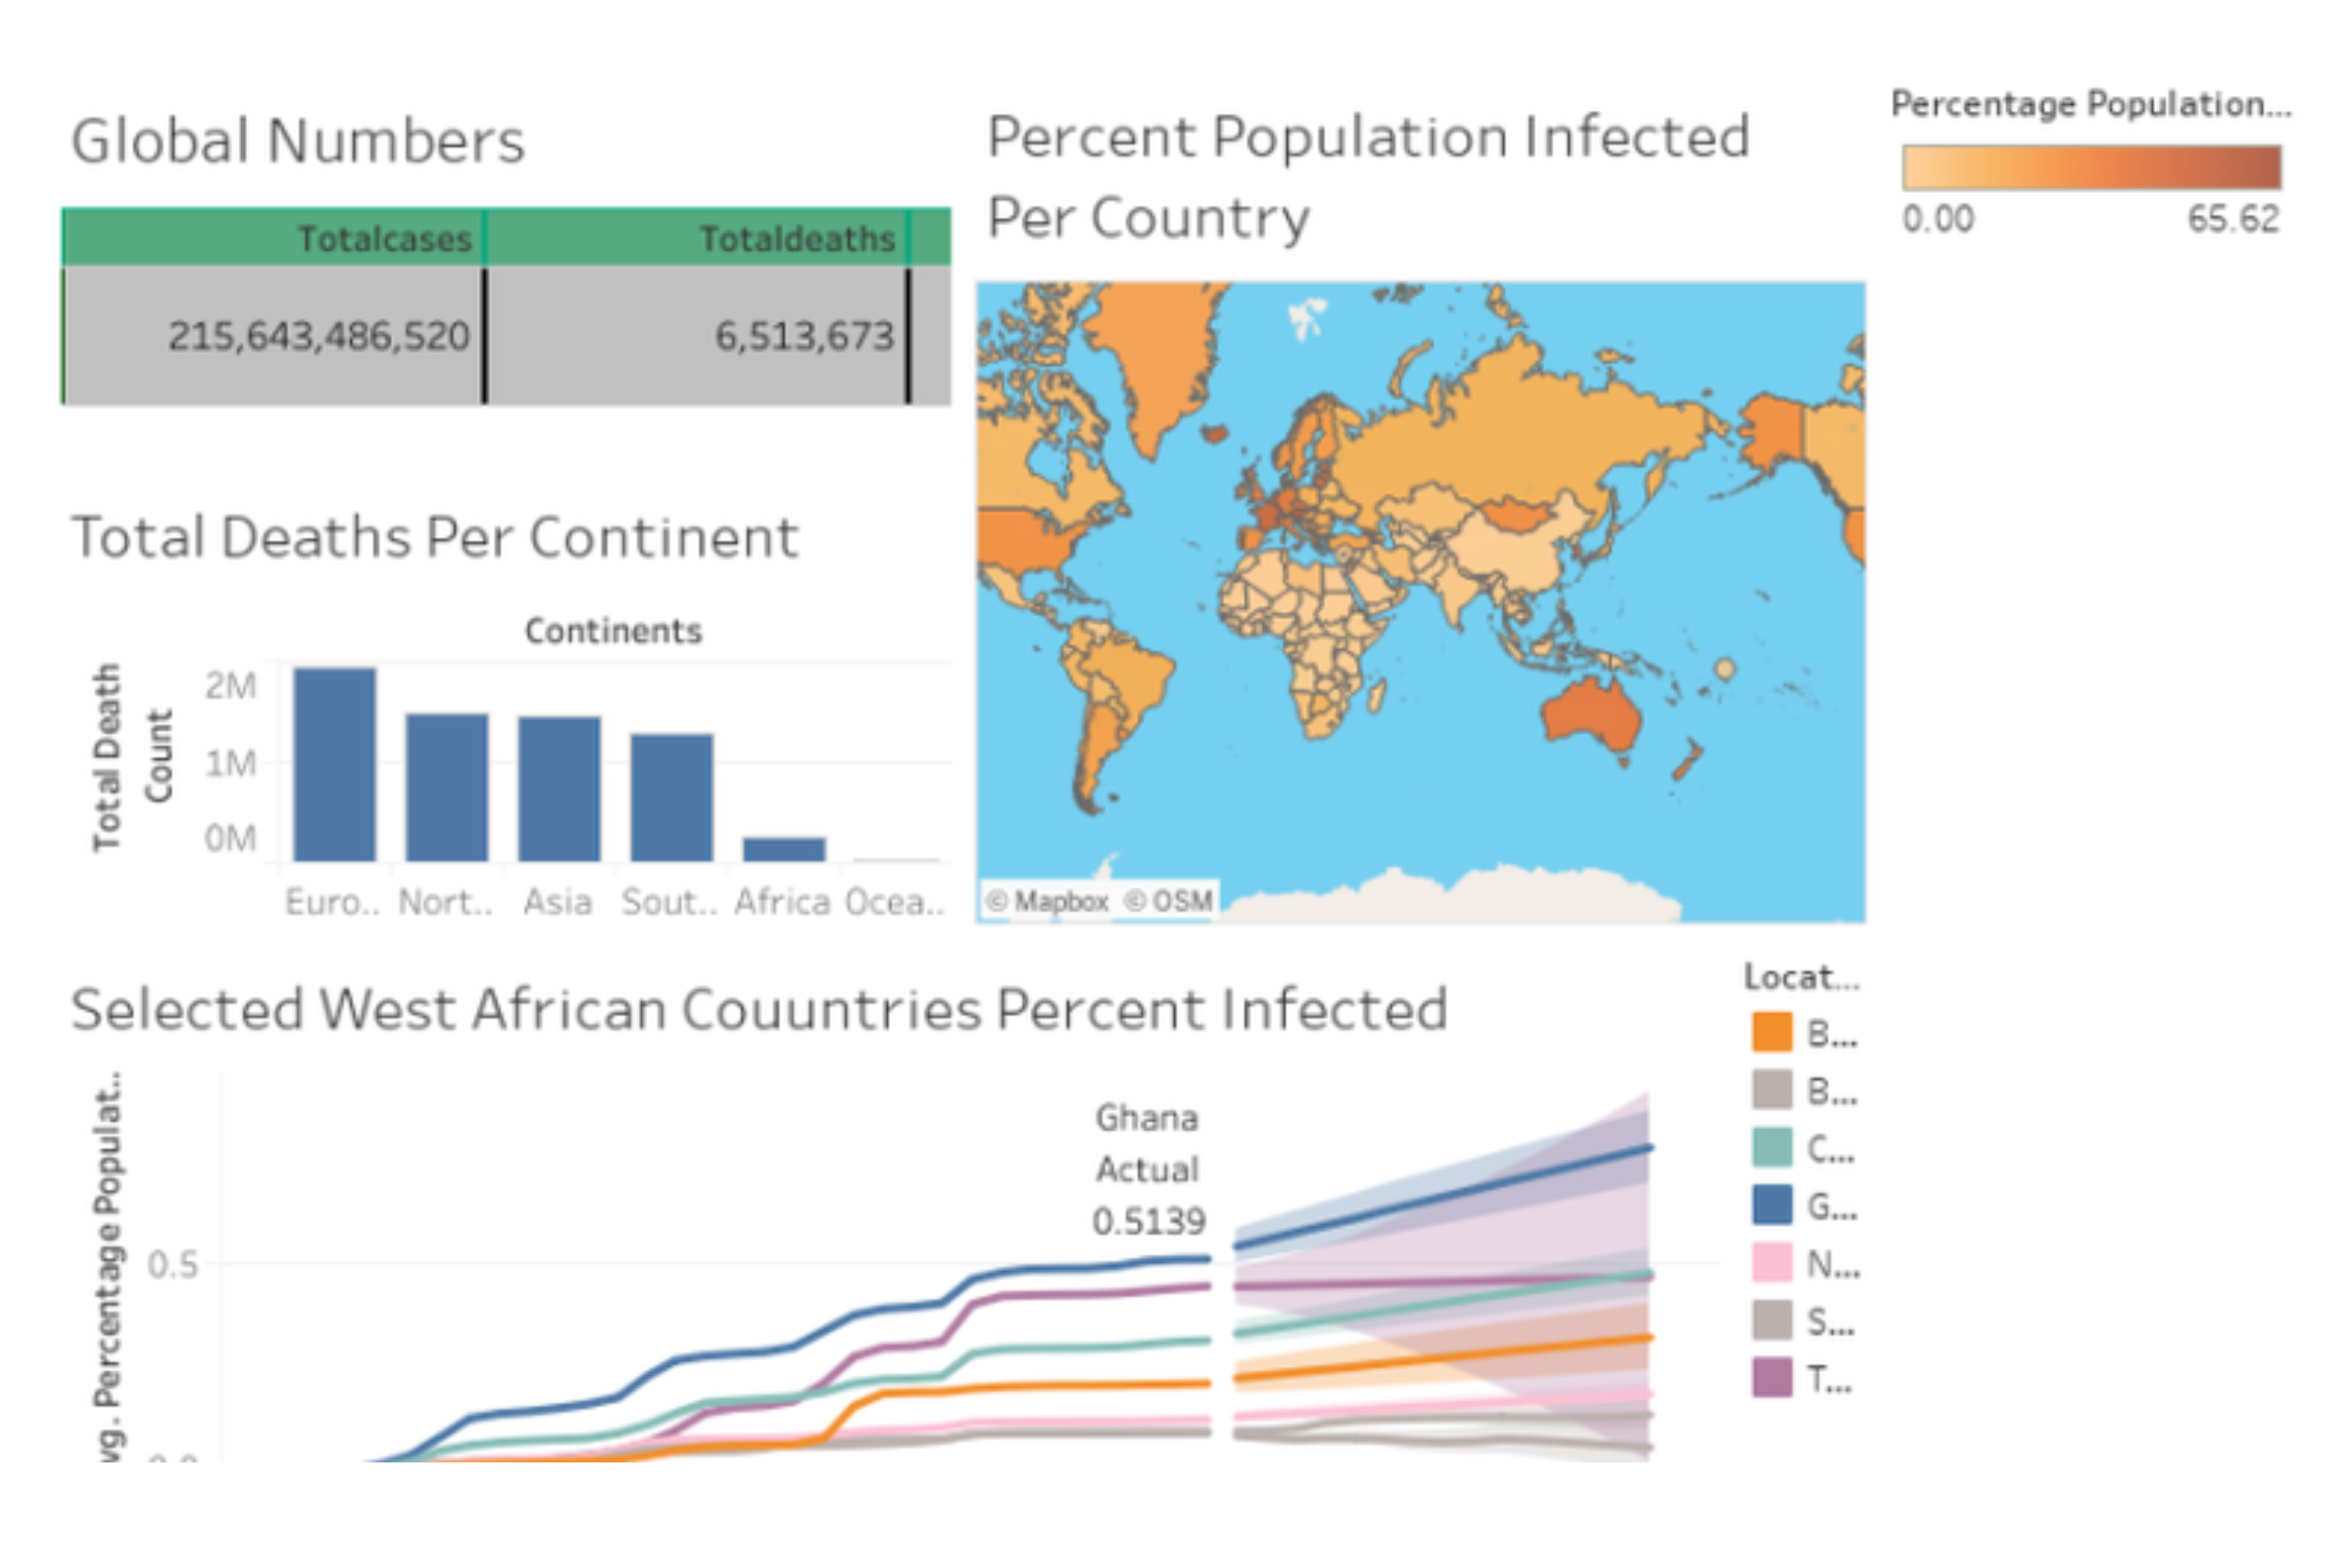 Global Numbers
Totalcases Totaldeaths
215,643,486,520 6,513,673
Percent Population Infected
Per Country
Percentage Population...
0.00 65.62
© Mapbox © OSM
Total Deaths Per Continent
Continents
Total Death
Count
2M
1M
0M
Euro.. Nort.. Asia Sout.. Africa Ocea..
Selected West African Couuntries Percent Infected
vg. Percentage Populat..
0.5
Ghana
Actual
0.5139
Locat...
B...
B...
C...
G...
N...
S...
T...